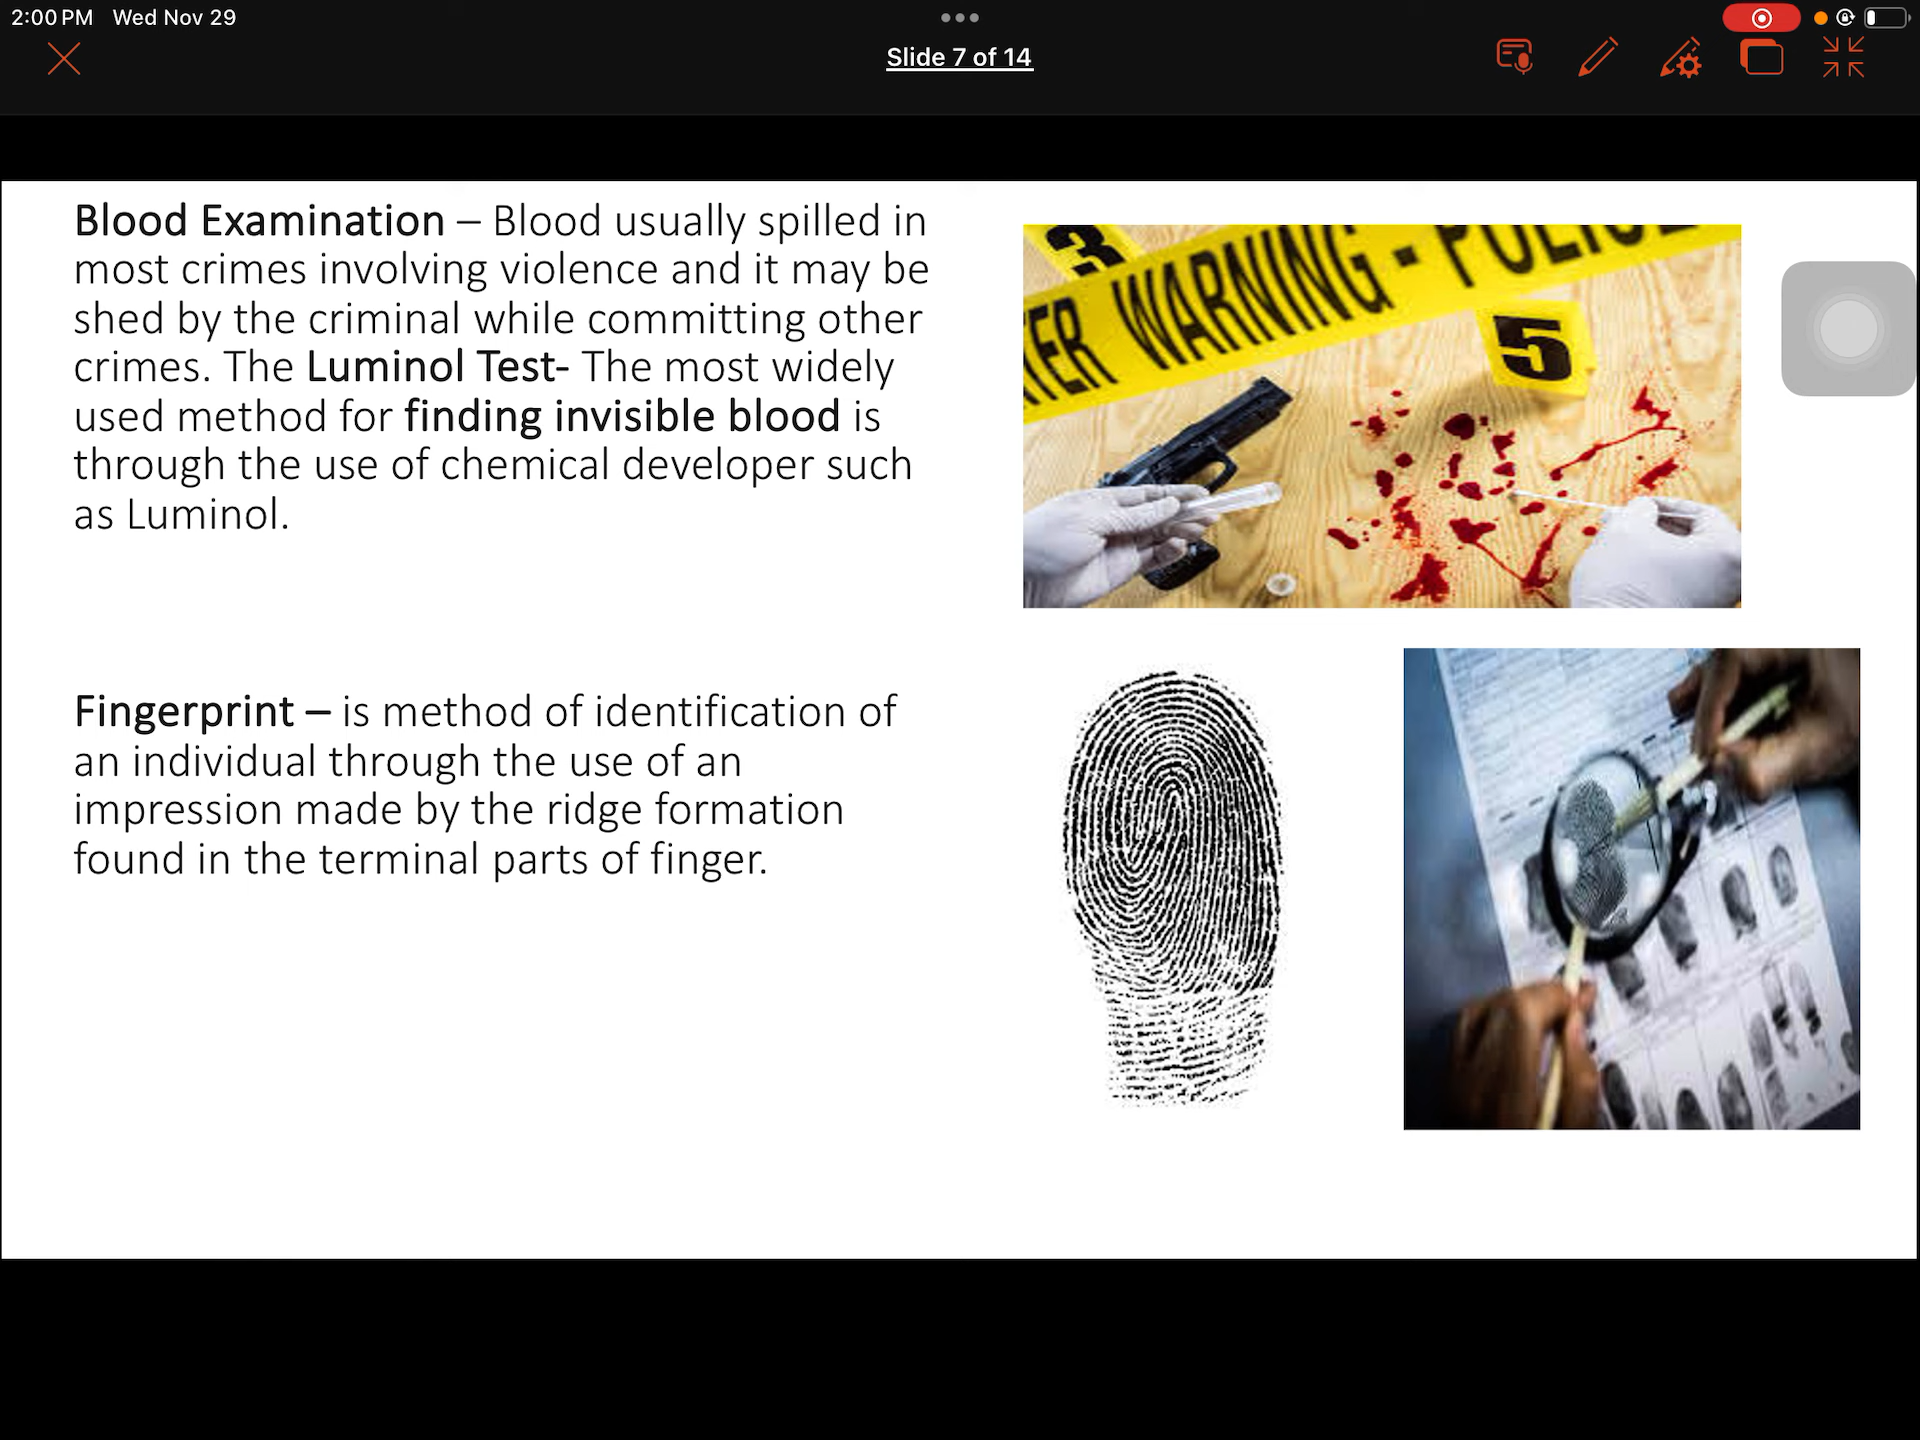 2:00 PM Wed Nov 29
Slide 7 of 14
Blood Examination – Blood usually spilled in
most crimes involving violence and it may be
shed by the criminal while committing other
crimes. The Luminol Test- The most widely
used method for finding invisible blood is
through the use of chemical developer such
as Luminol.
3
WARNING - POLICE
5
Fingerprint – is method of identification of
an individual through the use of an
impression made by the ridge formation
found in the terminal parts of finger.